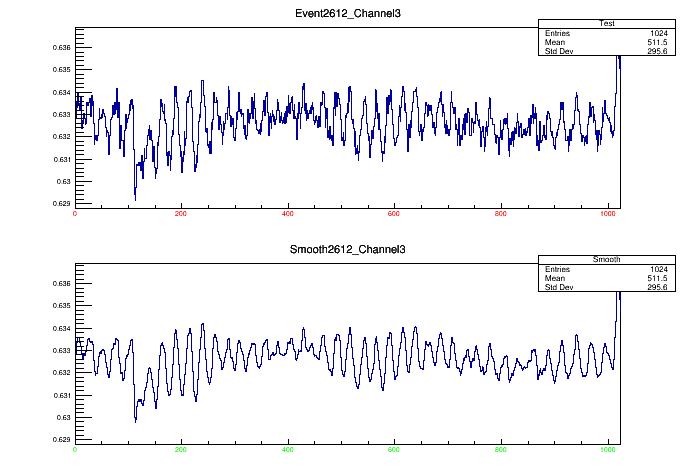 Event2612_Channel3
Test
Entries 1024
Mean 511.5
Std Dev 295.6
0.636
0.635
0.634
0.633
0.632
0.631
0.63
0.629
0 200 400 600 800 1000
Smooth2612_Channel3
Smooth
Entries 1024
Mean 511.5
Std Dev 295.6
0.636
0.635
0.634
0.633
0.632
0.631
0.63
0.629
0 200 400 600 800 1000